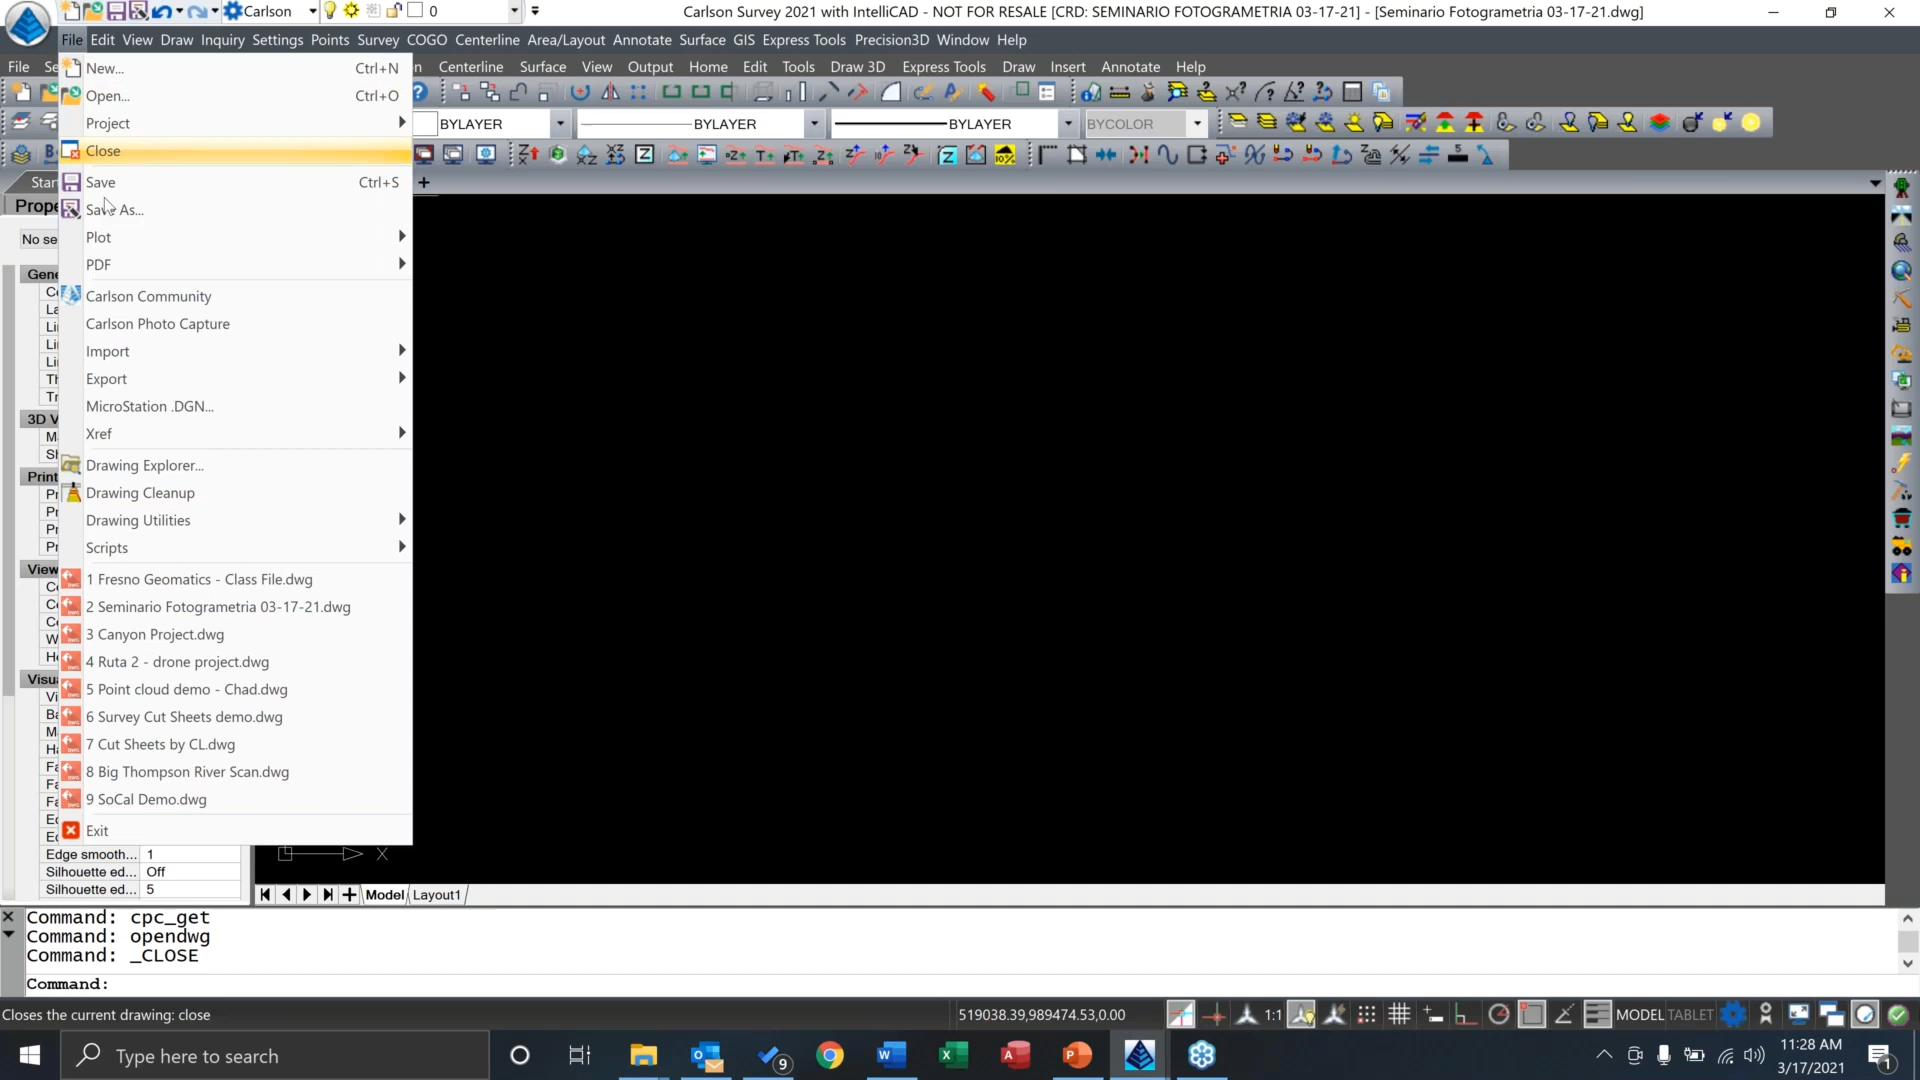 Carlson
0
Carlson Survey 2021 with IntelliCAD - NOT FOR RESALE [CRD: SEMINARIO FOTOGRAMETRIA 03-17-21] - [Seminario Fotogrametria 03-17-21.dwg]
File Edit View Draw Inquiry Settings Points Survey COGO Centerline Area/Layout Annotate Surface GIS Express Tools Precision3D Window Help
File Centerline Surface View Output Home Edit Tools Draw 3D Express Tools Draw Insert Annotate Help
BYLAYER BYLAYER BYLAYER BYCOLOR
New... Ctrl+N
Open... Ctrl+O
Project
Close
Save Ctrl+S
Save As...
Plot
PDF
Carlson Community
Carlson Photo Capture
Import
Export
MicroStation .DGN...
Xref
Drawing Explorer...
Drawing Cleanup
Drawing Utilities
Scripts
1 Fresno Geomatics - Class File.dwg
2 Seminario Fotogrametria 03-17-21.dwg
3 Canyon Project.dwg
4 Ruta 2 - drone project.dwg
5 Point cloud demo - Chad.dwg
6 Survey Cut Sheets demo.dwg
7 Cut Sheets by CL.dwg
8 Big Thompson River Scan.dwg
9 SoCal Demo.dwg
Exit
Edge smooth... 1
Silhouette ed... Off
Silhouette ed... 5
X
Model Layout1
Command: cpc_get
Command: opendwg
Command: _CLOSE
Command:
Closes the current drawing: close
519038.39,989474.53,0.00
1:1
MODEL TABLET
Type here to search
9
11:28 AM
3/17/2021
1